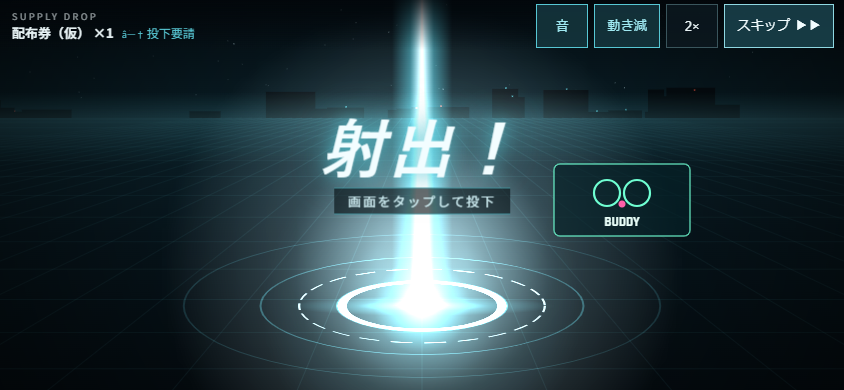 SUPPLY DROP
配布券（仮） ×1 â—† 投下要請
音
動き減
2×
スキップ ▶▶
射出！
画面をタップして投下
BUDDY